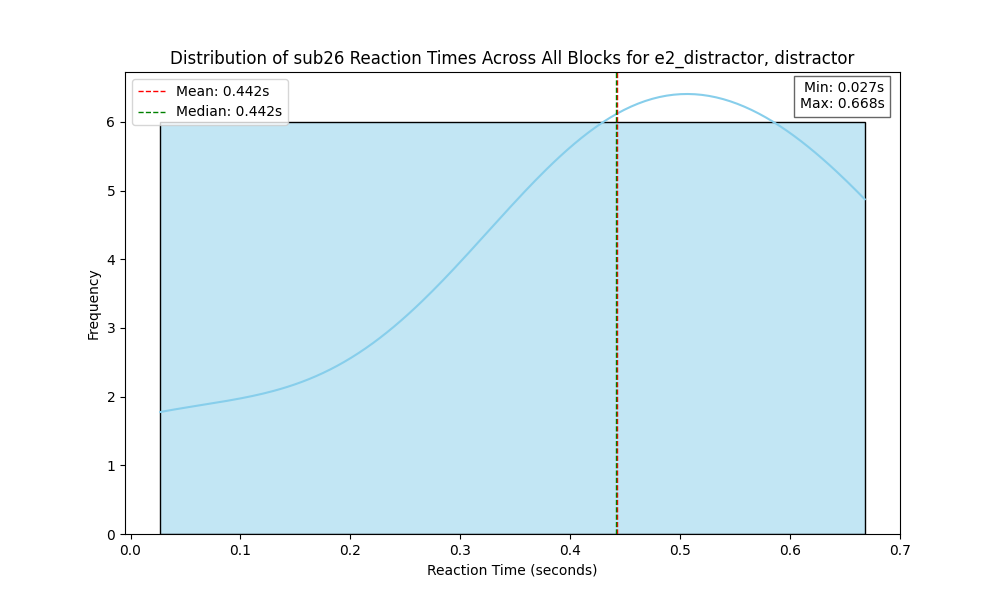 Distribution of sub26 Reaction Times Across All Blocks for e2_distractor, distractor
Mean: 0.442s
Median: 0.442s
Min: 0.027s
Max: 0.668s
Frequency
6
5
4
3
2
1
0
0.0 0.1 0.2 0.3 0.4 0.5 0.6 0.7
Reaction Time (seconds)